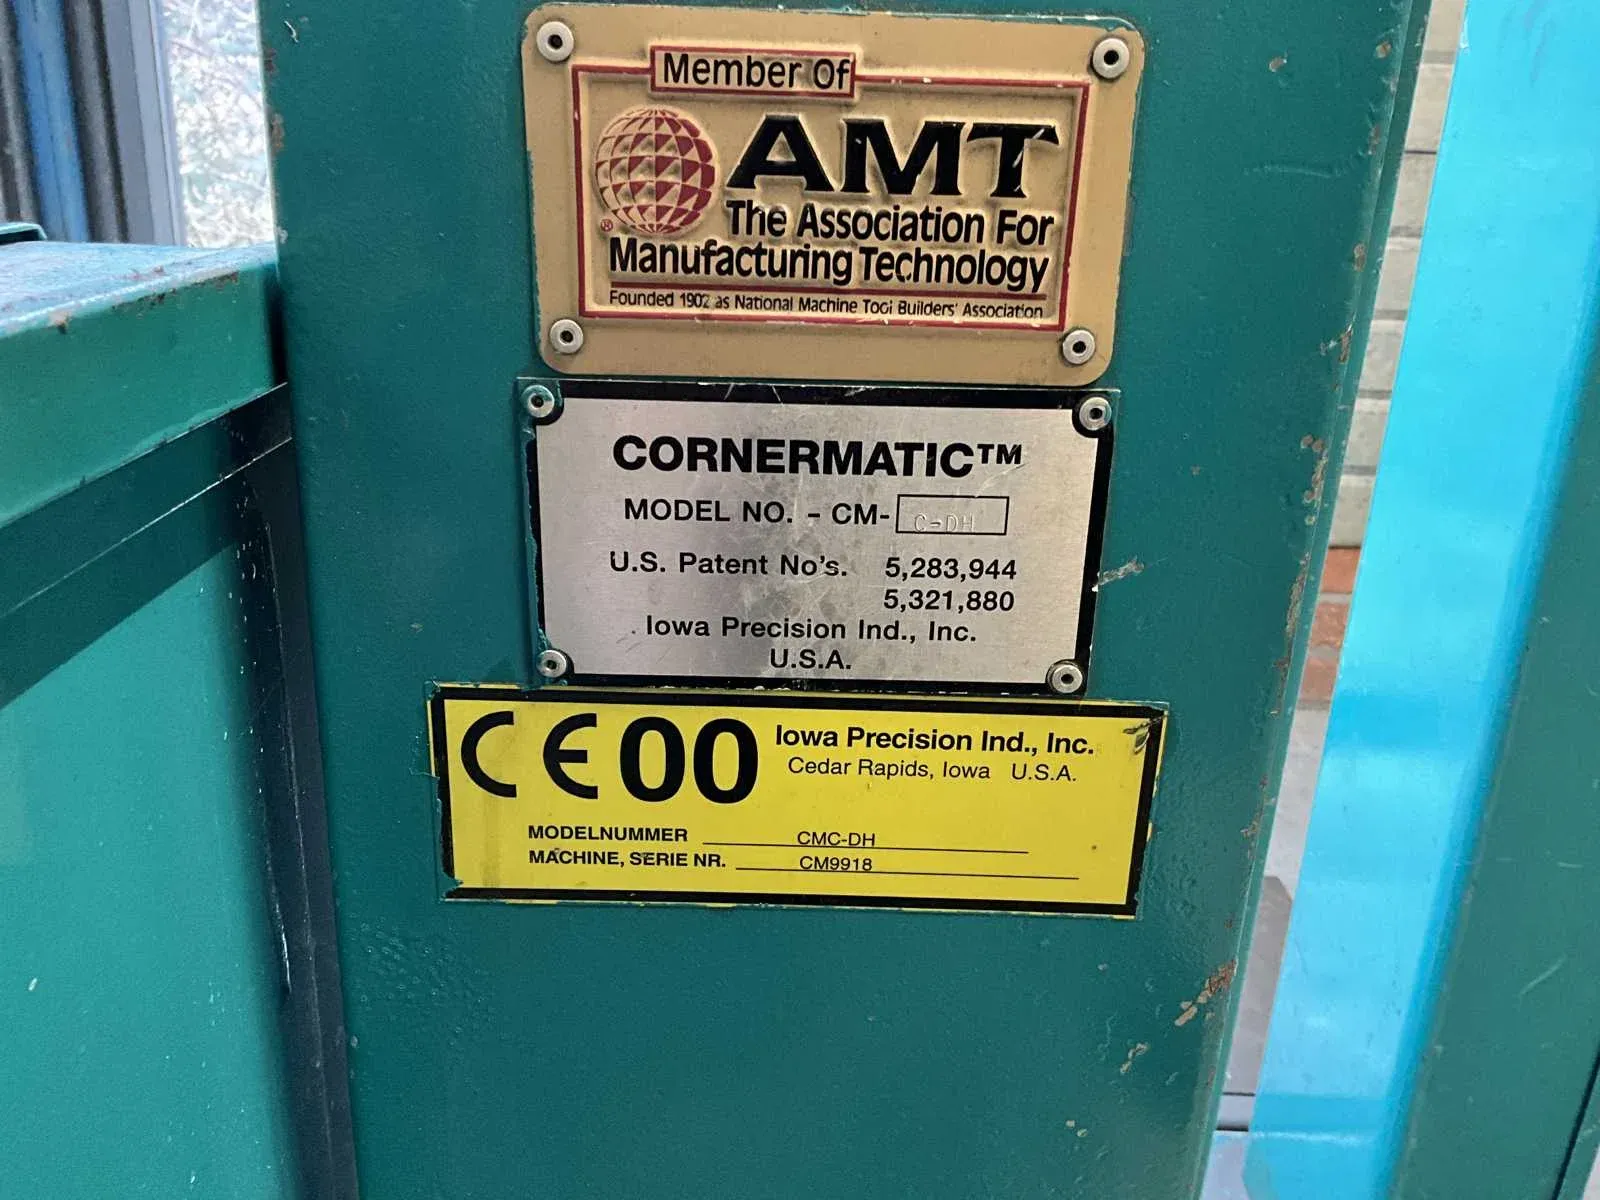 Member Of
AMT
The Association For
Manufacturing Technology
®
Founded 1902 as National Machine Tool Builders' Association
CORNERMATIC™
MODEL NO. - CM- C-DH
U.S. Patent No's. 5,283,944
5,321,880
Iowa Precision Ind., Inc.
U.S.A.
CE 00 Iowa Precision Ind., Inc.
Cedar Rapids, Iowa U.S.A.
MODELNUMMER CMC-DH
MACHINE, SERIE NR. CM9918